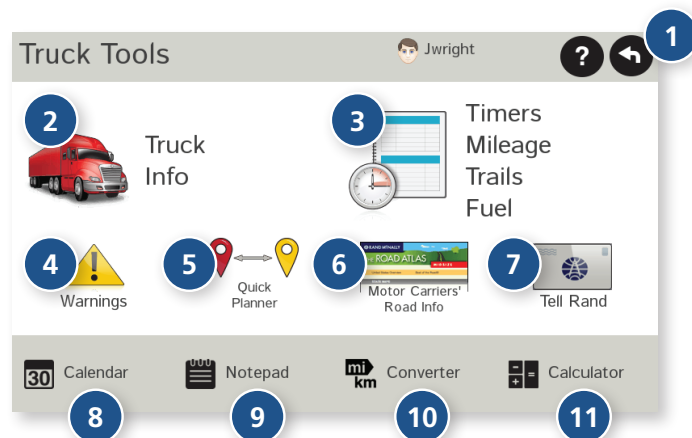 1
Truck Tools
Jwright
?
2
Truck
Info
3
Timers
Mileage
Trails
Fuel
4
Warnings
5
Quick
Planner
6
RAND MCNALLY
ROAD ATLAS
Motor Carriers'
Road Info
7
Tell Rand
30 Calendar
Notepad
mi
km
Converter
- + =
Calculator
8
9
10
11